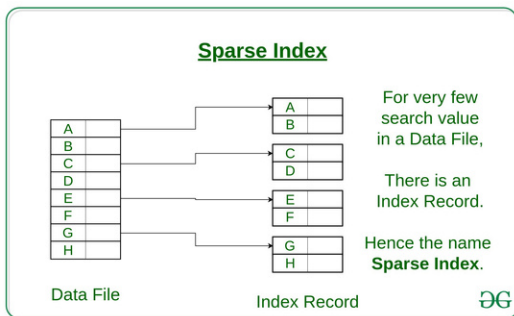 Sparse Index
A
B
C
D
E
F
G
H
Data File
A
B
C
D
E
F
G
H
Index Record
For very few
search value
in a Data File,
There is an
Index Record.
Hence the name
Sparse Index.